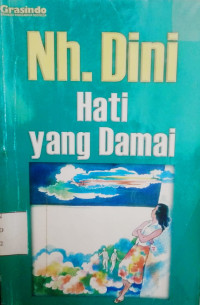 Grasindo
Nh. Dini
Hati
yang Damai